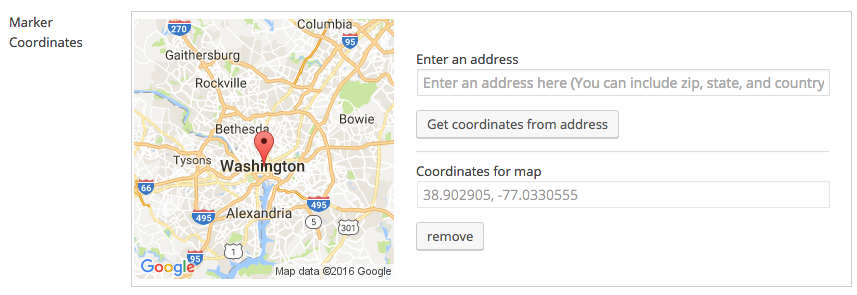 Marker
Coordinates
270
Columbia
95
Gaithersburg
Rockville
Bowie
Bethesda
Tysons
Washington
66
495
495
Alexandria
5
301
1
95
Google
Map data ©2016 Google
Enter an address
Enter an address here (You can include zip, state, and country
Get coordinates from address
Coordinates for map
38.902905, -77.0330555
remove